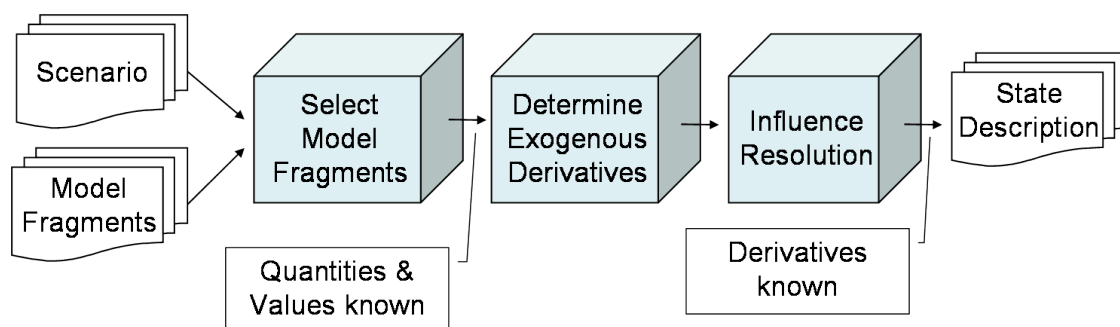 Scenario
Model
Fragments
Select
Model
Fragments
Determine
Exogenous
Derivatives
Influence
Resolution
State
Description
Quantities &
Values known
Derivatives
known